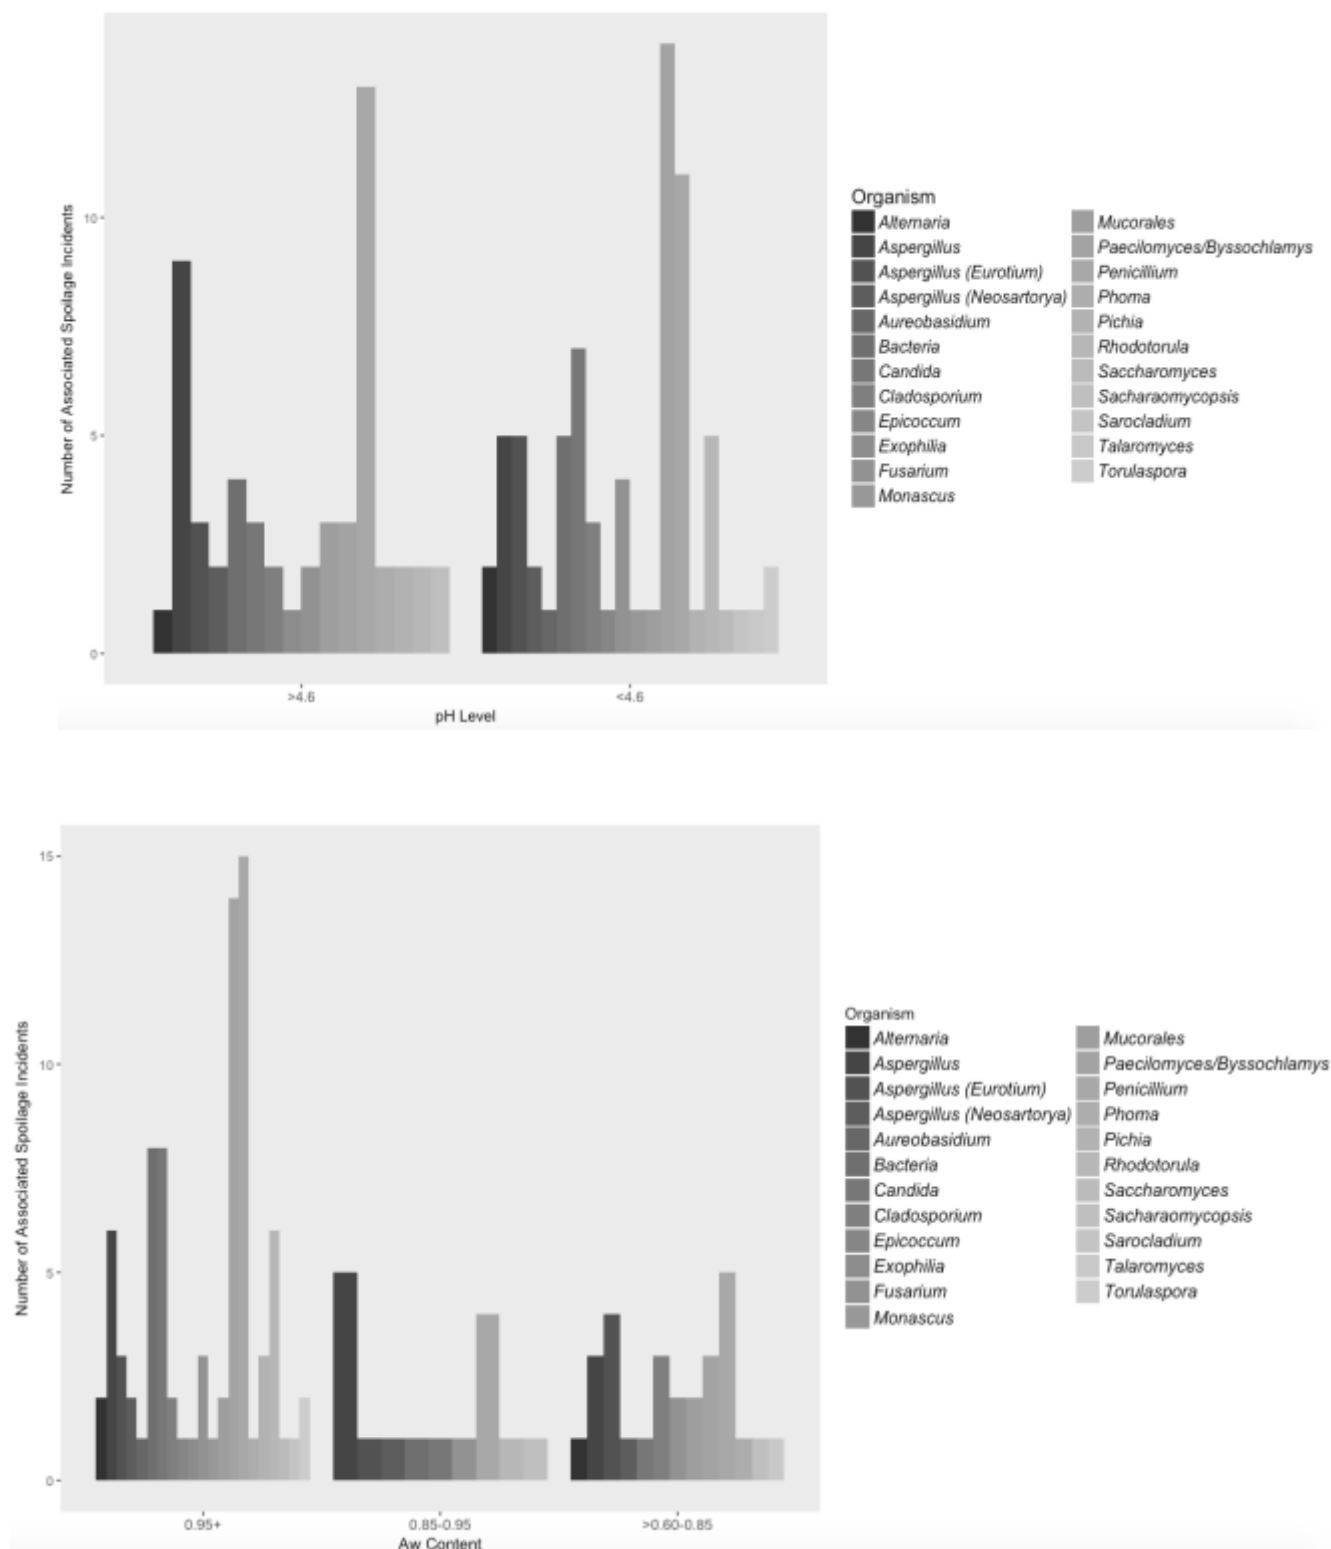 Number of Associated Spoilage Incidents
10
5
0
>4.6
<4.6
pH Level
Organism
Alternaria
Aspergillus
Aspergillus (Eurotium)
Aspergillus (Neosartorya)
Aureobasidium
Bacteria
Candida
Cladosporium
Epicoccum
Exophilia
Fusarium
Monascus
Mucorales
Paecilomyces/Byssochlamys
Penicillium
Phoma
Pichia
Rhodotorula
Saccharomyces
Sacharaomycopsis
Sarocladium
Talaromyces
Torulaspora
Number of Associated Spoilage Incidents
15
10
5
0
0.95+
0.85-0.95
>0.60-0.85
Aw Content
Organism
Alternaria
Aspergillus
Aspergillus (Eurotium)
Aspergillus (Neosartorya)
Aureobasidium
Bacteria
Candida
Cladosporium
Epicoccum
Exophilia
Fusarium
Monascus
Mucorales
Paecilomyces/Byssochlamys
Penicillium
Phoma
Pichia
Rhodotorula
Saccharomyces
Sacharaomycopsis
Sarocladium
Talaromyces
Torulaspora